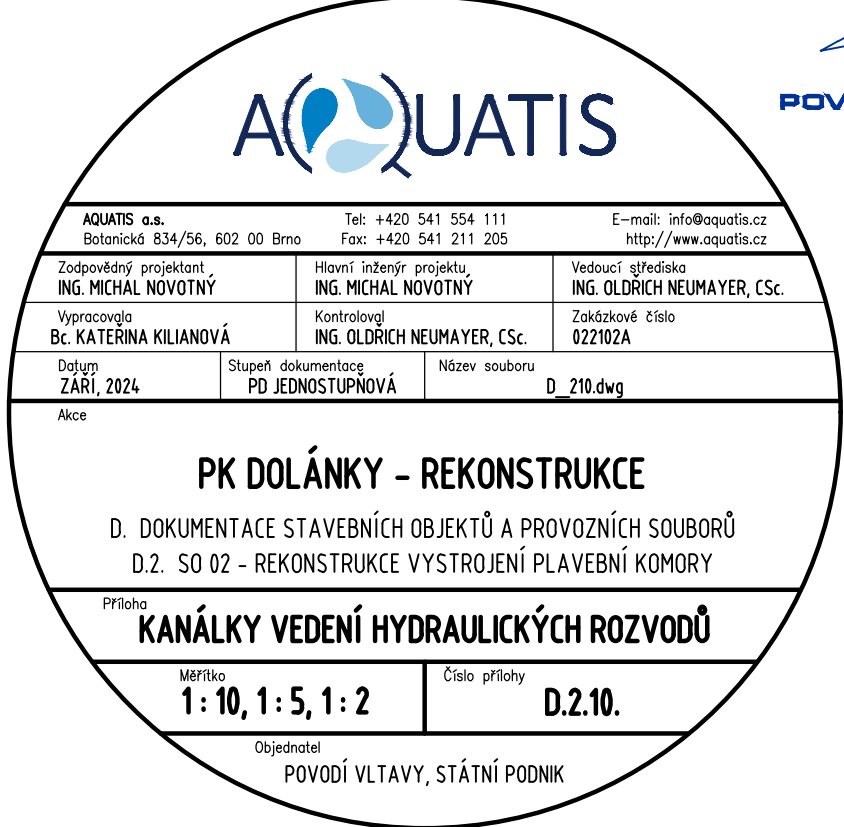 AQUATIS
POV
AQUATIS a.s. Tel: +420 541 554 111 E-mail: info@aquatis.cz
Botanická 834/56, 602 00 Brno Fax: +420 541 211 205 http://www.aquatis.cz
Zodpovědný projektant Hlavní inženýr projektu Vedoucí střediska
ING. MICHAL NOVOTNÝ ING. MICHAL NOVOTNÝ ING. OLDŘICH NEUMAYER, CSc.
Vypracovala Kontroloval Zakázkové číslo
Bc. KATEŘINA KILIANOVÁ ING. OLDŘICH NEUMAYER, CSc. 022102A
Datum Stupeň dokumentace Název souboru
ZÁŘÍ, 2024 PD JEDNOSTUPŇOVÁ D_210.dwg
Akce
PK DOLÁNKY - REKONSTRUKCE
D. DOKUMENTACE STAVEBNÍCH OBJEKTŮ A PROVOZNÍCH SOUBORŮ
D.2. SO 02 - REKONSTRUKCE VYSTROJENÍ PLAVEBNÍ KOMORY
Příloha
KANÁLKY VEDENÍ HYDRAULICKÝCH ROZVODŮ
Měřítko Číslo přílohy
1 : 10, 1 : 5, 1 : 2 D.2.10.
Objednatel
POVODÍ VLTAVY, STÁTNÍ PODNIK